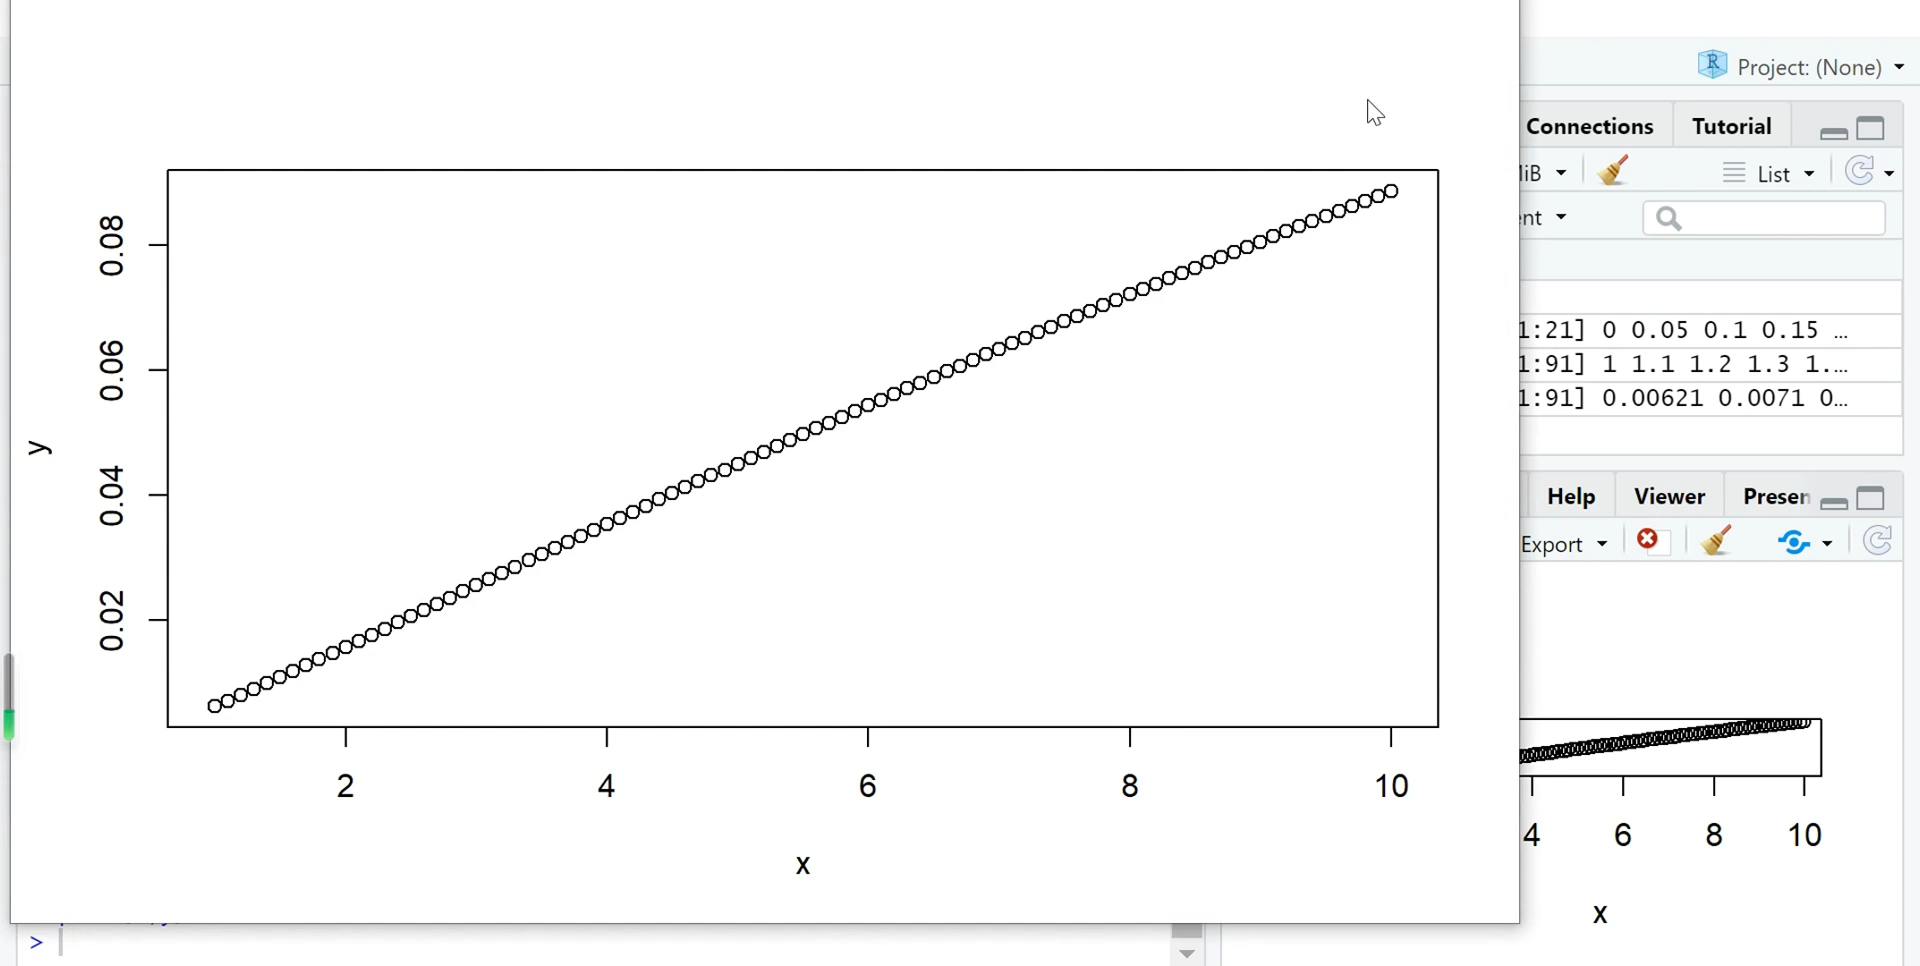 Project: (None)
Connections Tutorial
List
1:21] 0 0.05 0.1 0.15 ...
1:91] 1 1.1 1.2 1.3 1....
1:91] 0.00621 0.0071 0...
Help Viewer
Export
y
0.08
0.06
0.04
0.02
2 4 6 8 10
x
4 6 8 10
x
>